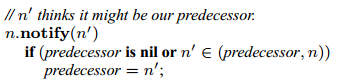 // n′ thinks it might be our predecessor.
n.notify(n′)
if (predecessor is nil or n′ ∈ (predecessor, n))
predecessor = n′;